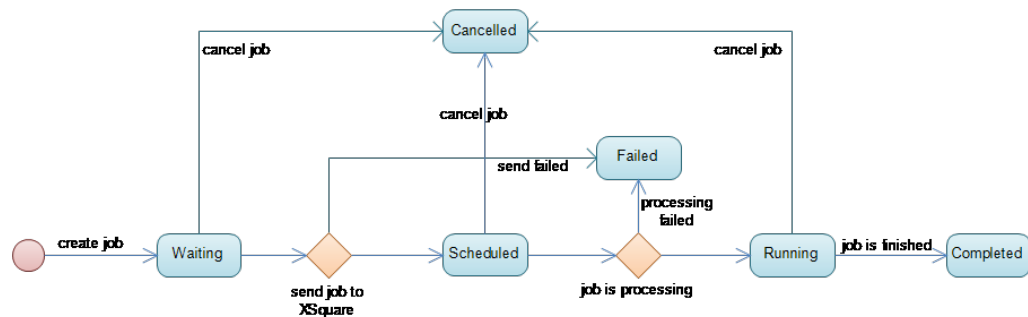 Cancelled
cancel job
cancel job
cancel job
Failed
send failed
processing
failed
create job
Waiting
Scheduled
Running
job is finished
Completed
send job to
XSquare
job is processing